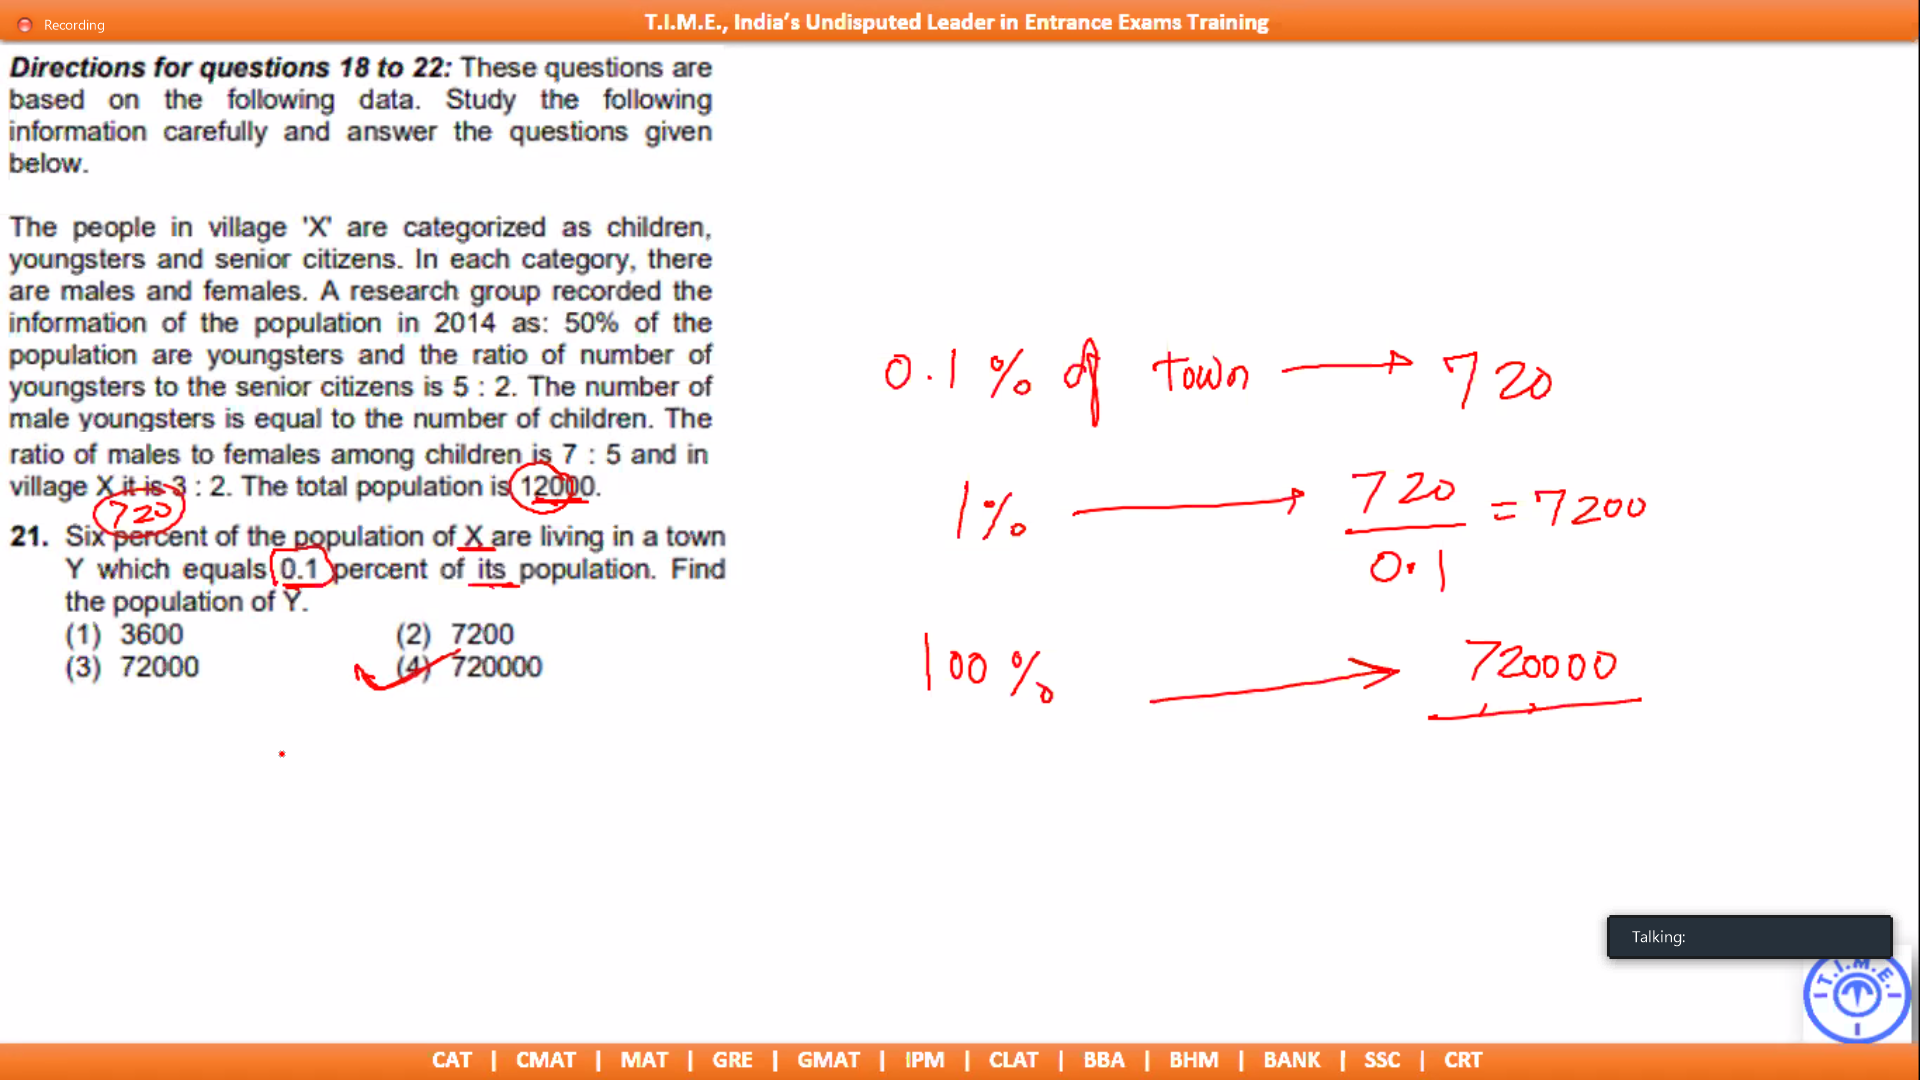 Recording
T.I.M.E., India's Undisputed Leader in Entrance Exams Training
Directions for questions 18 to 22: These questions are
based on the following data. Study the following
information carefully and answer the questions given
below.
The people in village 'X' are categorized as children,
youngsters and senior citizens. In each category, there
are males and females. A research group recorded the
information of the population in 2014 as: 50% of the
population are youngsters and the ratio of number of
youngsters to the senior citizens is 5 : 2. The number of
male youngsters is equal to the number of children. The
ratio of males to females among children is 7 : 5 and in
village X it is 3 : 2. The total population is 12000.
720
21. Six percent of the population of X are living in a town
Y which equals 0.1 percent of its population. Find
the population of Y.
(1) 3600 (2) 7200
(3) 72000 (4) 720000
0.1 % of town → 720
1% → 720/0.1 = 7200
100% → 720000
Talking:
T.I.M.E.
CAT | CMAT | MAT | GRE | GMAT | IPM | CLAT | BBA | BHM | BANK | SSC | CRT